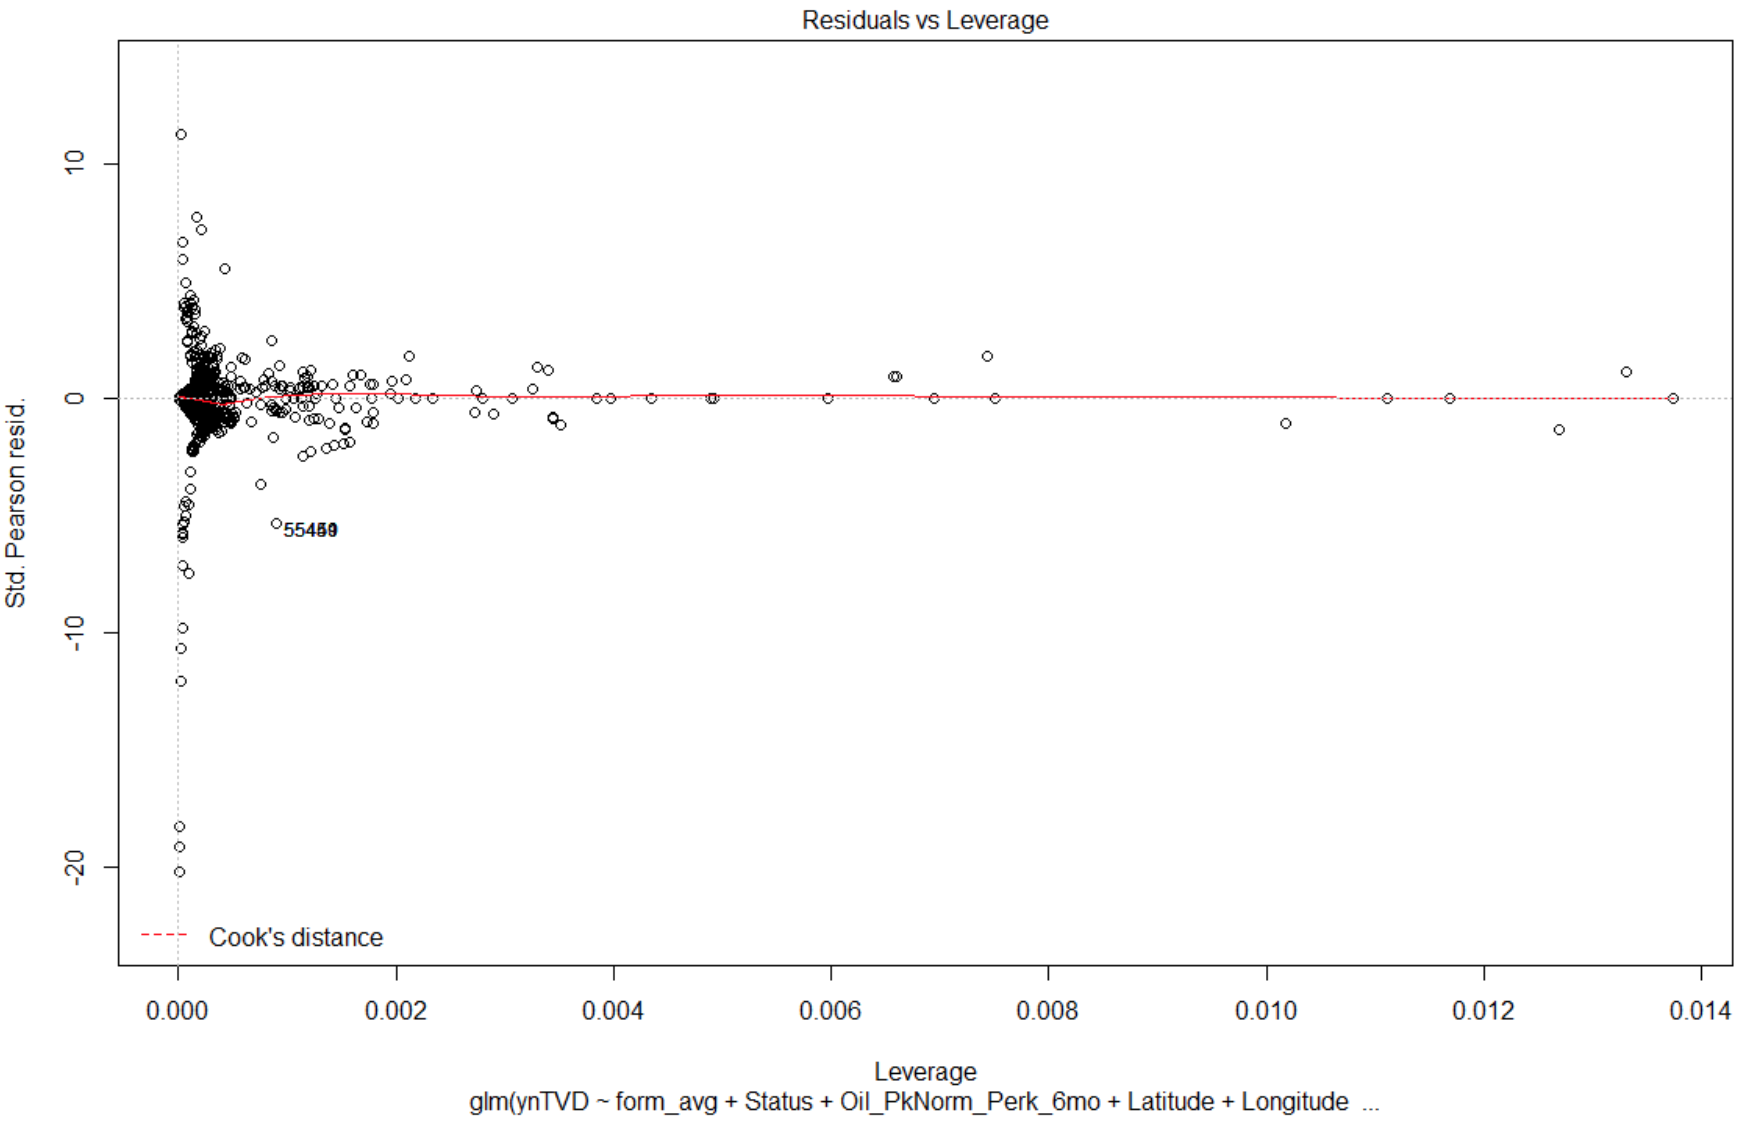 Residuals vs Leverage
Std. Pearson resid.
10
0
-10
-20
Cook's distance
0.000 0.002 0.004 0.006 0.008 0.010 0.012 0.014
Leverage
glm(ynTVD ~ form_avg + Status + Oil_PkNorm_Perk_6mo + Latitude + Longitude ...